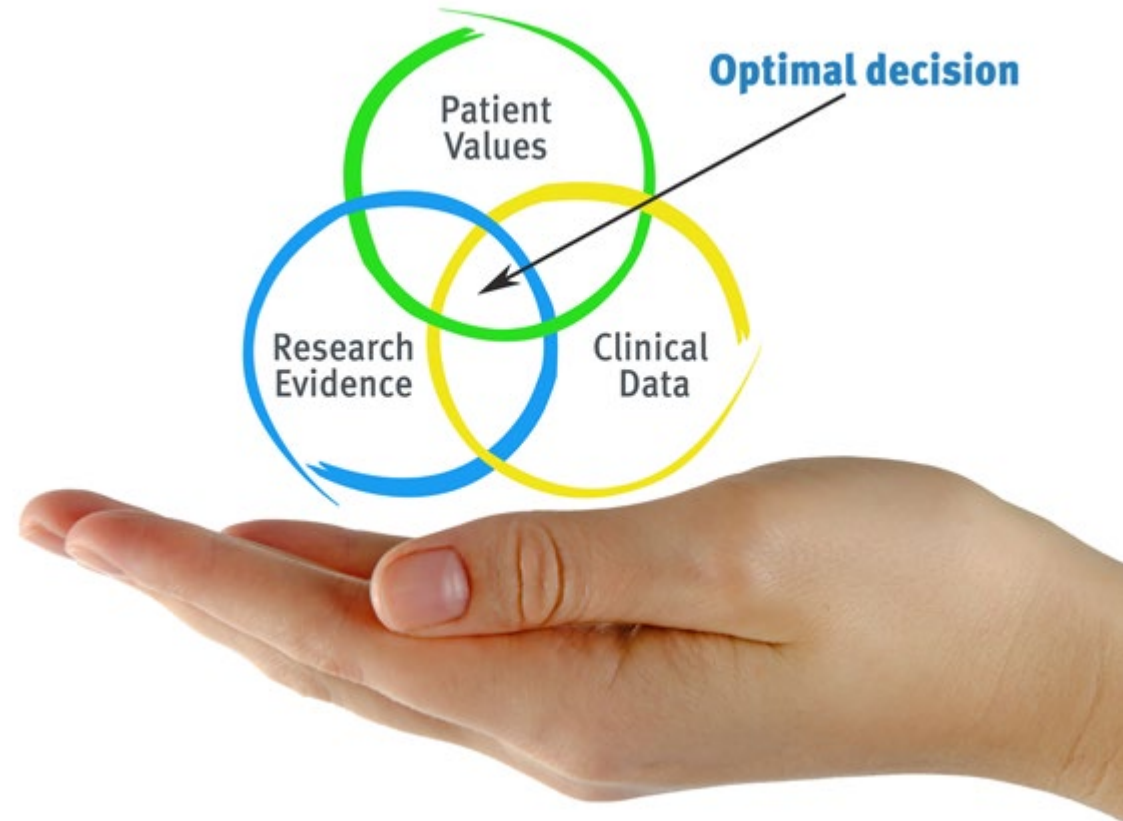 Optimal decision
Patient
Values
Research
Evidence
Clinical
Data